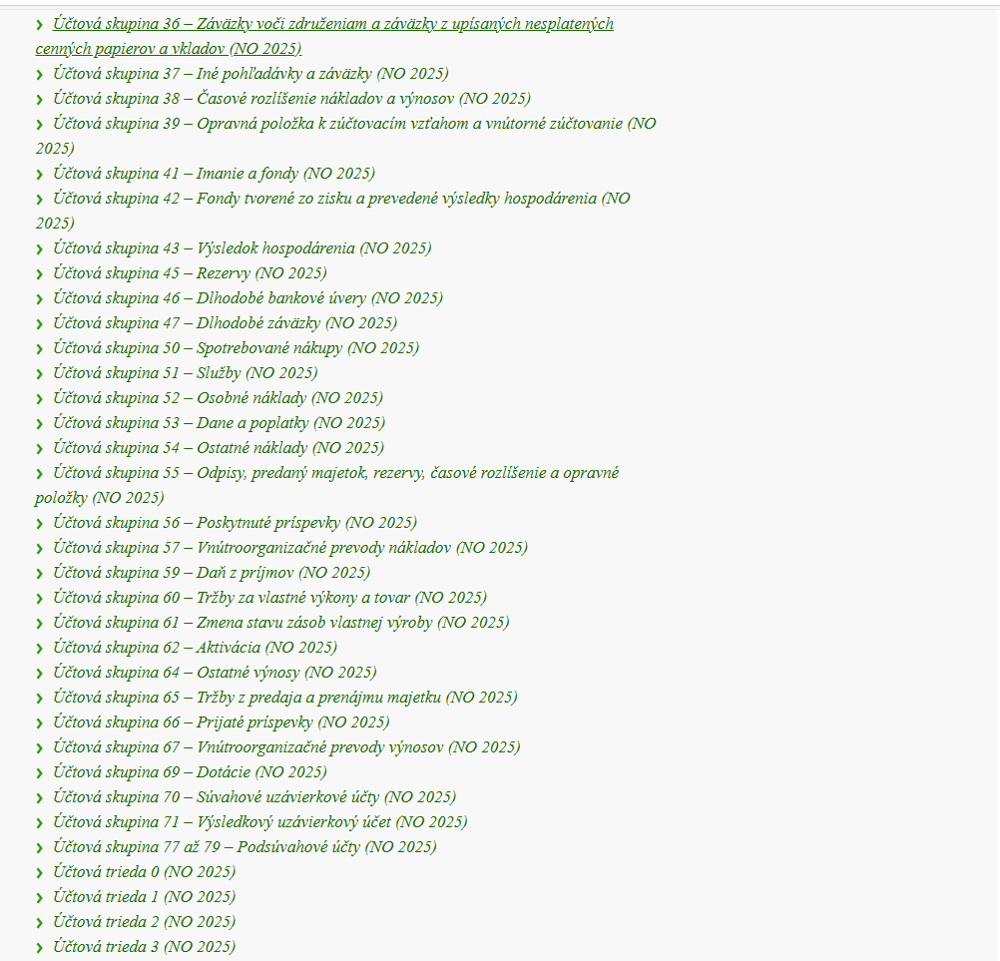 › Účtová skupina 36 – Záväzky voči združeniam a záväzky z upísaných nesplatených
cenných papierov a vkladov (NO 2025)
› Účtová skupina 37 – Iné pohľadávky a záväzky (NO 2025)
› Účtová skupina 38 – Časové rozlíšenie nákladov a výnosov (NO 2025)
› Účtová skupina 39 – Opravná položka k zúčtovacím vzťahom a vnútorné zúčtovanie (NO
2025)
› Účtová skupina 41 – Imanie a fondy (NO 2025)
› Účtová skupina 42 – Fondy tvorené zo zisku a prevedené výsledky hospodárenia (NO
2025)
› Účtová skupina 43 – Výsledok hospodárenia (NO 2025)
› Účtová skupina 45 – Rezervy (NO 2025)
› Účtová skupina 46 – Dlhodobé bankové úvery (NO 2025)
› Účtová skupina 47 – Dlhodobé záväzky (NO 2025)
› Účtová skupina 50 – Spotrebované nákupy (NO 2025)
› Účtová skupina 51 – Služby (NO 2025)
› Účtová skupina 52 – Osobné náklady (NO 2025)
› Účtová skupina 53 – Dane a poplatky (NO 2025)
› Účtová skupina 54 – Ostatné náklady (NO 2025)
› Účtová skupina 55 – Odpisy, predaný majetok, rezervy, časové rozlíšenie a opravné
položky (NO 2025)
› Účtová skupina 56 – Poskytnuté príspevky (NO 2025)
› Účtová skupina 57 – Vnútroorganizačné prevody nákladov (NO 2025)
› Účtová skupina 59 – Daň z príjmov (NO 2025)
› Účtová skupina 60 – Tržby za vlastné výkony a tovar (NO 2025)
› Účtová skupina 61 – Zmena stavu zásob vlastnej výroby (NO 2025)
› Účtová skupina 62 – Aktivácia (NO 2025)
› Účtová skupina 64 – Ostatné výnosy (NO 2025)
› Účtová skupina 65 – Tržby z predaja a prenájmu majetku (NO 2025)
› Účtová skupina 66 – Prijaté príspevky (NO 2025)
› Účtová skupina 67 – Vnútroorganizačné prevody výnosov (NO 2025)
› Účtová skupina 69 – Dotácie (NO 2025)
› Účtová skupina 70 – Súvahové uzávierkové účty (NO 2025)
› Účtová skupina 71 – Výsledkový uzávierkový účet (NO 2025)
› Účtová skupina 77 až 79 – Podsúvahové účty (NO 2025)
› Účtová trieda 0 (NO 2025)
› Účtová trieda 1 (NO 2025)
› Účtová trieda 2 (NO 2025)
› Účtová trieda 3 (NO 2025)